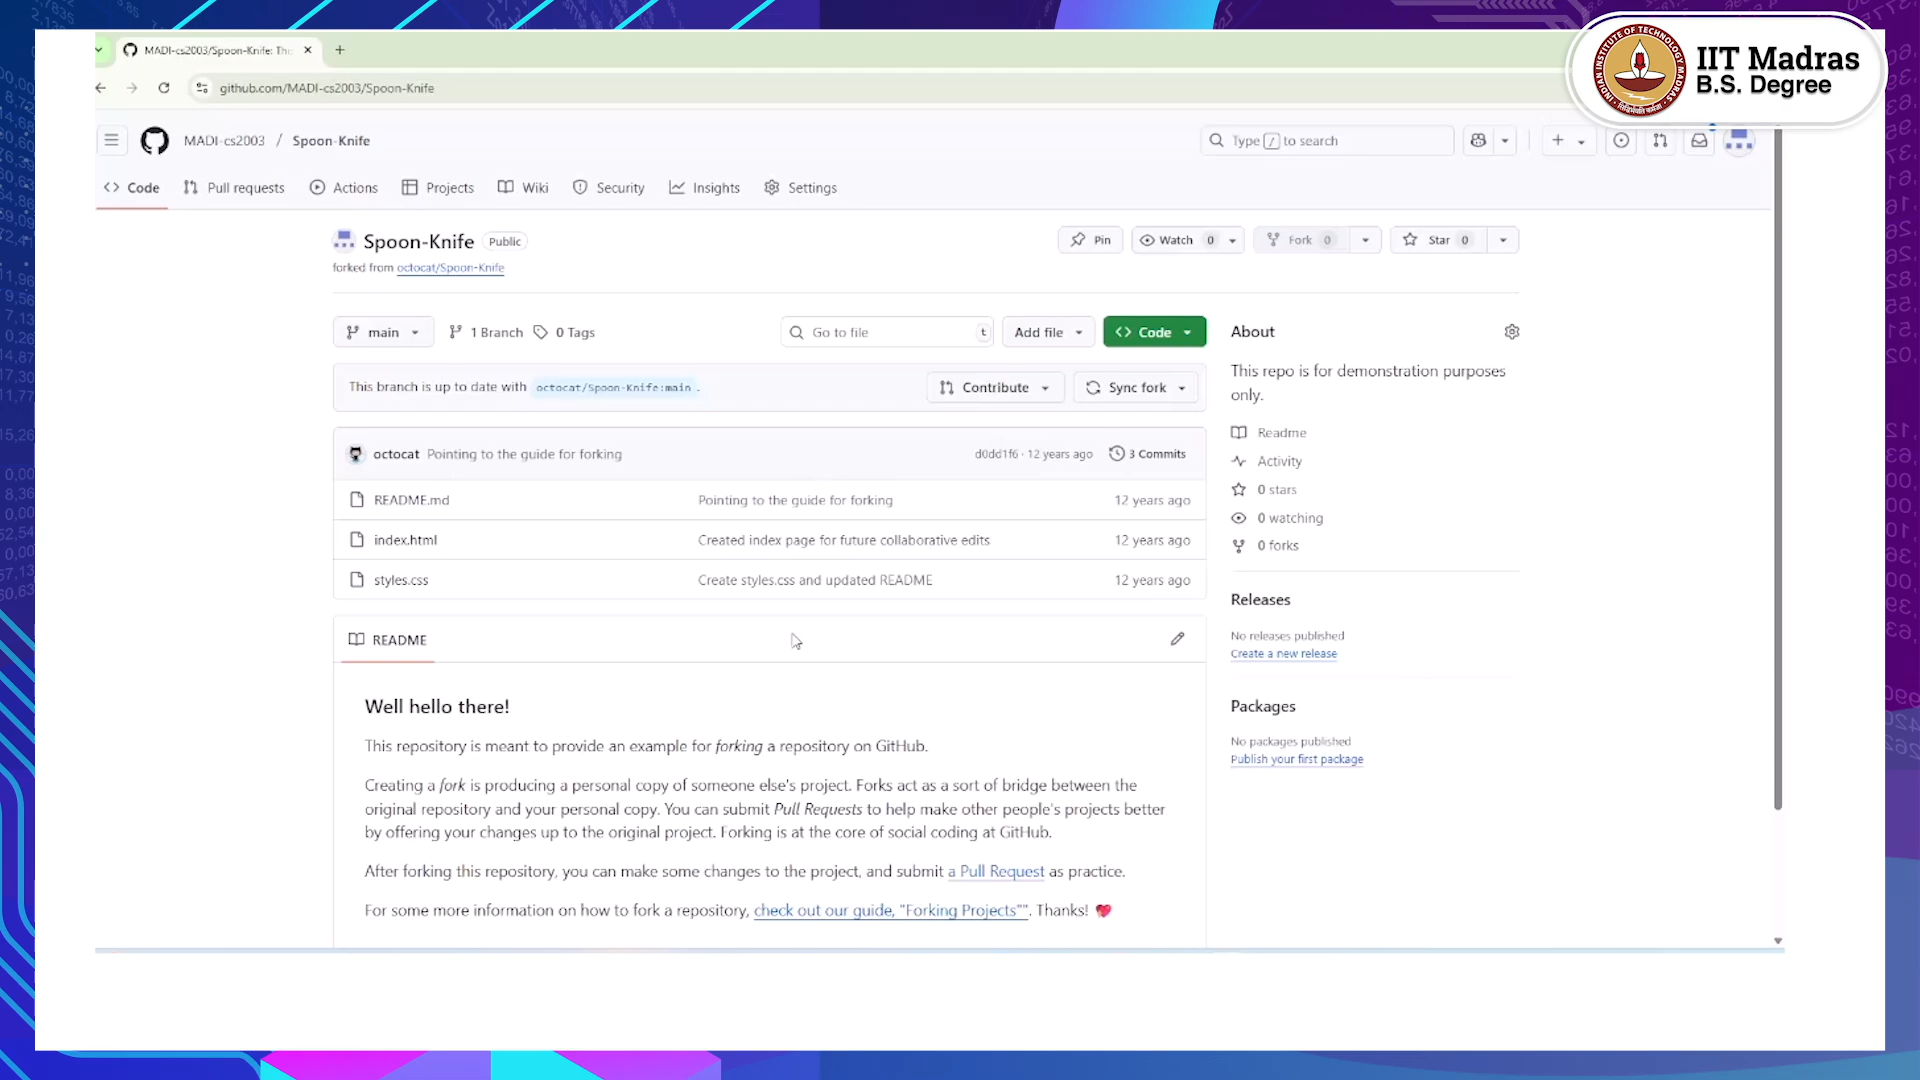 IIT Madras
B.S. Degree
MADI-cs2003/Spoon-Knife: Thi
github.com/MADI-cs2003/Spoon-Knife
MADI-cs2003 / Spoon-Knife
Type / to search
Code Pull requests Actions Projects Wiki Security Insights Settings
Spoon-Knife Public
Pin Watch 0 Fork 0 Star 0
forked from octocat/Spoon-Knife
main 1 Branch 0 Tags Go to file t Add file Code
About
This branch is up to date with octocat/Spoon-Knife:main .
Contribute Sync fork
This repo is for demonstration purposes
only.
octocat Pointing to the guide for forking d0dd1f6 · 12 years ago 3 Commits
README.md Pointing to the guide for forking 12 years ago
index.html Created index page for future collaborative edits 12 years ago
styles.css Create styles.css and updated README 12 years ago
Readme
Activity
0 stars
0 watching
0 forks
Releases
No releases published
Create a new release
Packages
No packages published
Publish your first package
README
Well hello there!
This repository is meant to provide an example for forking a repository on GitHub.
Creating a fork is producing a personal copy of someone else's project. Forks act as a sort of bridge between the
original repository and your personal copy. You can submit Pull Requests to help make other people's projects better
by offering your changes up to the original project. Forking is at the core of social coding at GitHub.
After forking this repository, you can make some changes to the project, and submit a Pull Request as practice.
For some more information on how to fork a repository, check out our guide, "Forking Projects"". Thanks! 💖